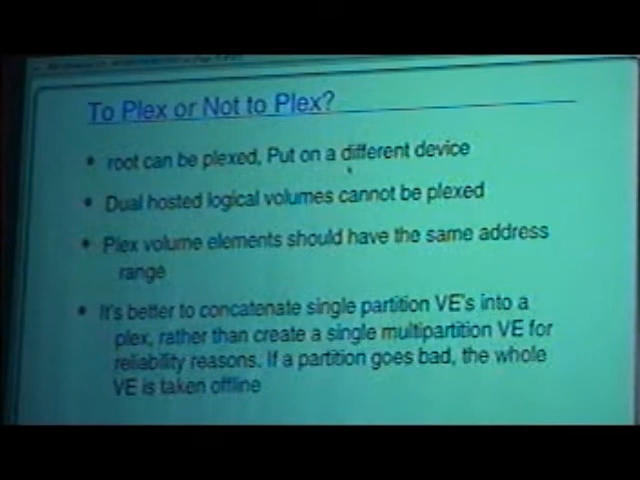 To Plex or Not to Plex?
• root can be plexed, Put on a different device
• Dual hosted logical volumes cannot be plexed
• Plex volume elements should have the same address
range
• It's better to concatenate single partition VE's into a
plex, rather than create a single multipartition VE for
reliability reasons. If a partition goes bad, the whole
VE is taken offline